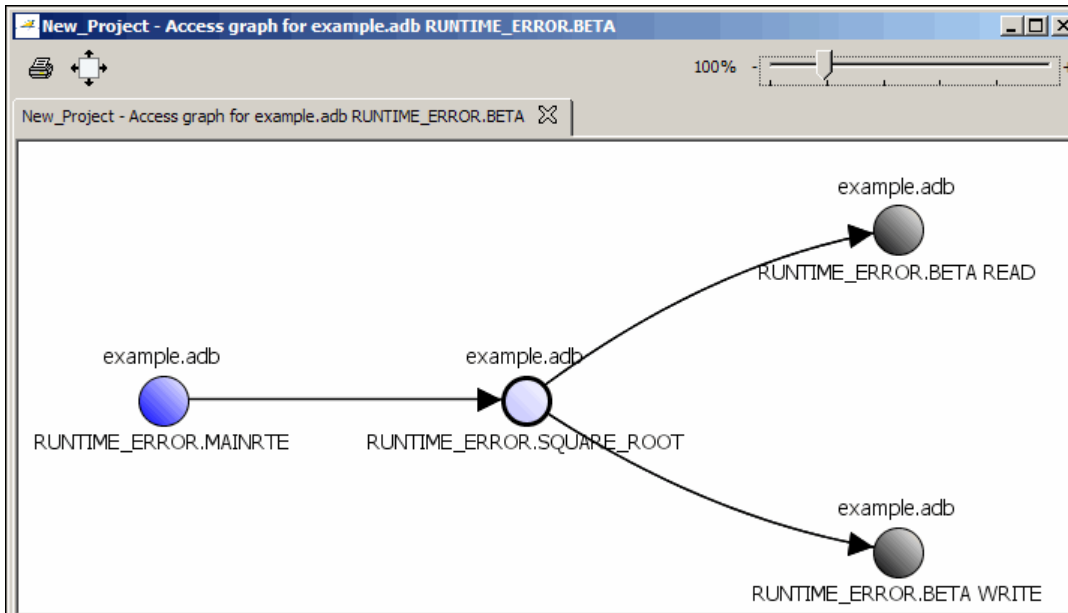 New_Project - Access graph for example.adb RUNTIME_ERROR.BETA
100% - +
New_Project - Access graph for example.adb RUNTIME_ERROR.BETA
example.adb
RUNTIME_ERROR.BETA READ
example.adb
RUNTIME_ERROR.MAINRTE
example.adb
RUNTIME_ERROR.SQUARE_ROOT
example.adb
RUNTIME_ERROR.BETA WRITE